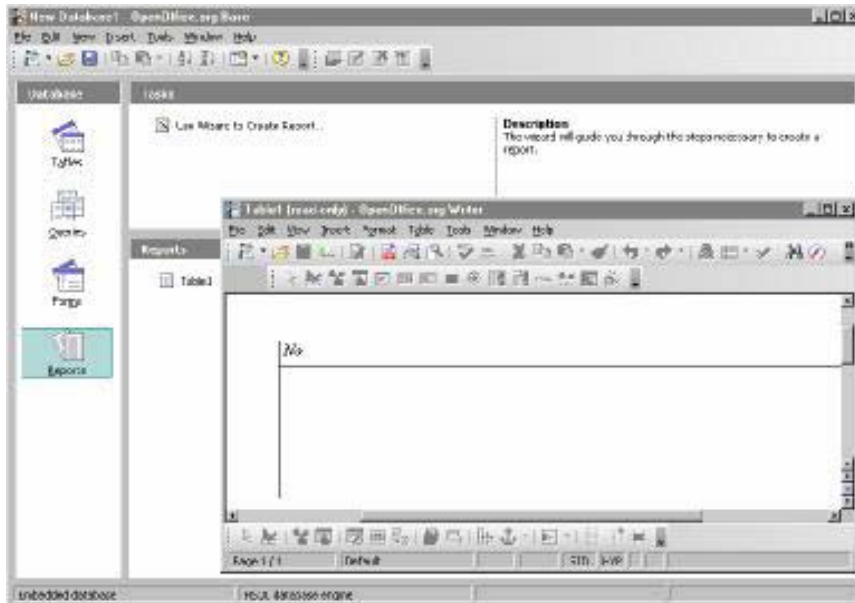 New Database1 - OpenOffice.org Base
File Edit View Insert Tools Window Help
Database
Tasks
Use Wizard to Create Report...
Description
The wizard will guide you through the steps necessary to create a
report.
Tables
Queries
Forms
Reports
Reports
Table1
Table1 (read-only) - OpenOffice.org Writer
File Edit View Insert Format Table Tools Window Help
No
Page 1 / 1 Default STD HYP
Embedded database HSQL database engine